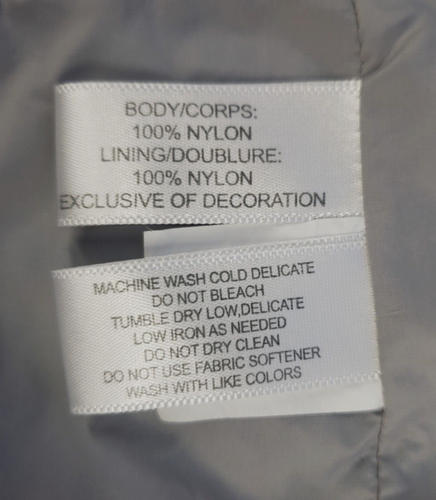 BODY/CORPS:
100% NYLON
LINING/DOUBLURE:
100% NYLON
EXCLUSIVE OF DECORATION
MACHINE WASH COLD DELICATE
DO NOT BLEACH
TUMBLE DRY LOW,DELICATE
LOW IRON AS NEEDED
DO NOT DRY CLEAN
DO NOT USE FABRIC SOFTENER
WASH WITH LIKE COLORS